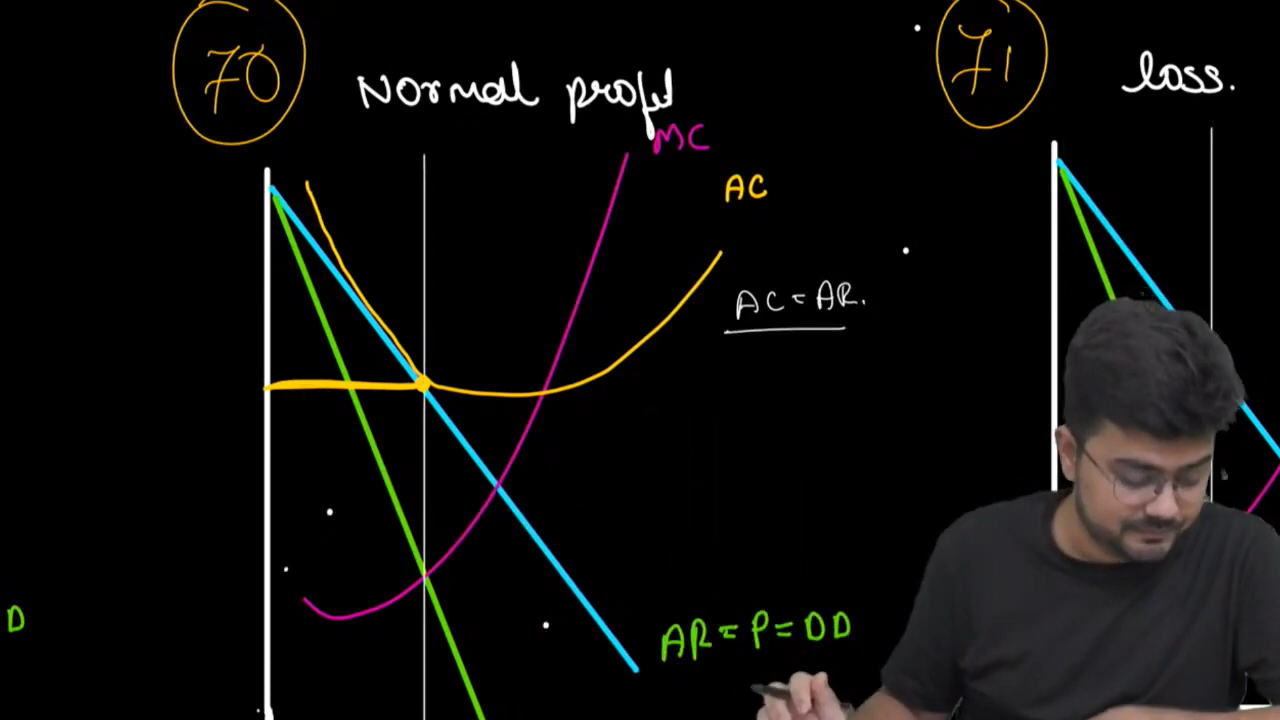 70
Normal profit
MC
AC
AC = AR.
AR = P = DD
D
71
loss.